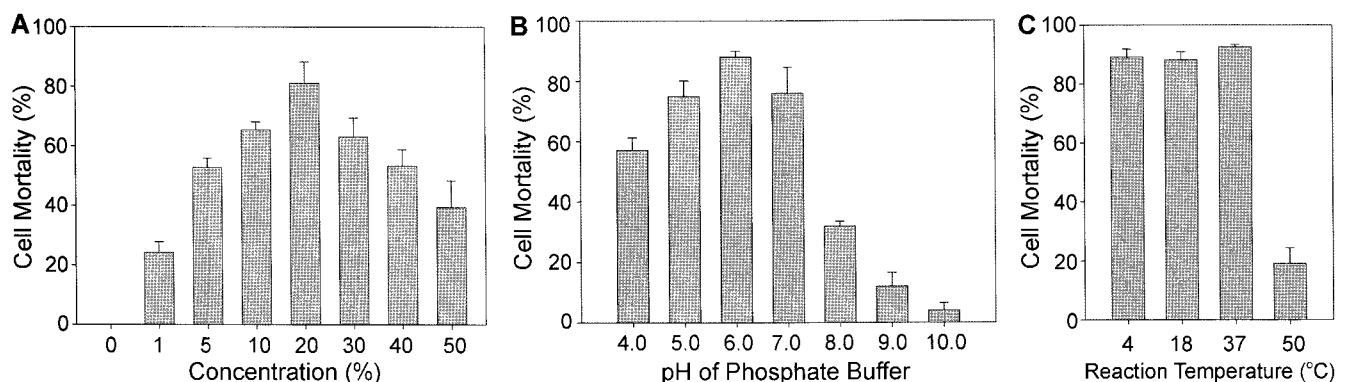 A
Cell Mortality (%)
100
80
60
40
20
0
0 1 5 10 20 30 40 50
Concentration (%)
B
Cell Mortality (%)
100
80
60
40
20
0
4.0 5.0 6.0 7.0 8.0 9.0 10.0
pH of Phosphate Buffer
C
Cell Mortality (%)
100
80
60
40
20
0
4 18 37 50
Reaction Temperature (°C)